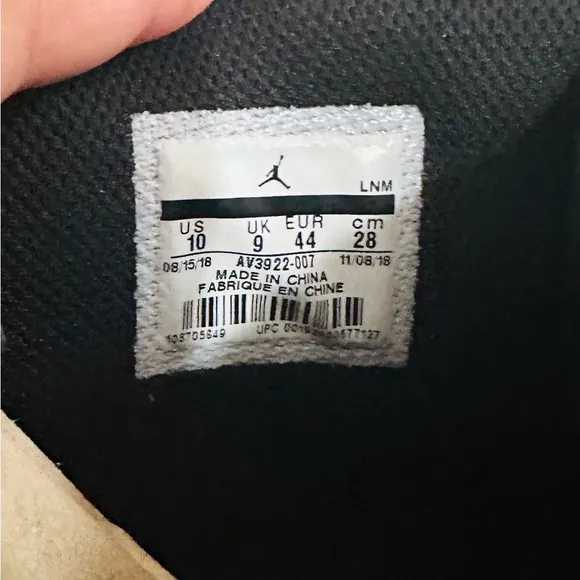 LNM
US UK EUR cm
10 9 44 28
08/15/18 AV3922-007 11/08/18
MADE IN CHINA
FABRIQUE EN CHINE
UPC